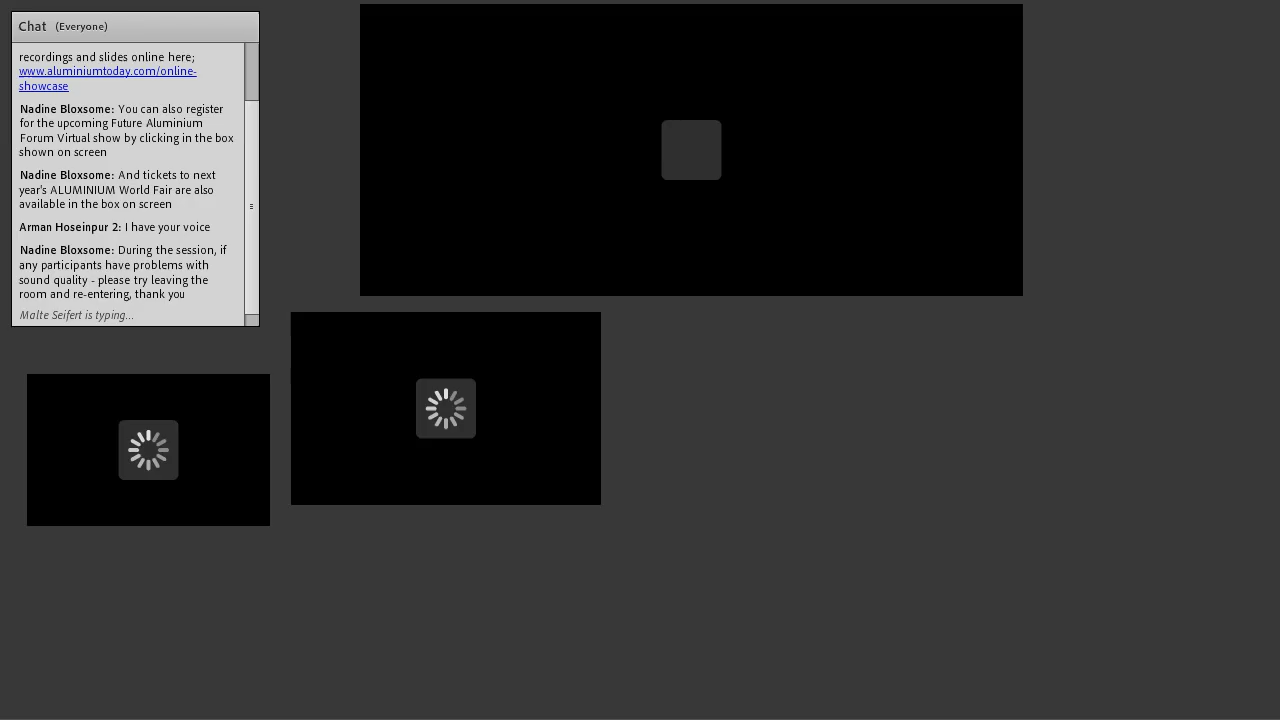 Chat (Everyone)
recordings and slides online here;
www.aluminiumtoday.com/online-
showcase
Nadine Bloxsome: You can also register
for the upcoming Future Aluminium
Forum Virtual show by clicking in the box
shown on screen
Nadine Bloxsome: And tickets to next
year's ALUMINIUM World Fair are also
available in the box on screen
Arman Hoseinpur 2: I have your voice
Nadine Bloxsome: During the session, if
any participants have problems with
sound quality - please try leaving the
room and re-entering, thank you
Malte Seifert is typing...